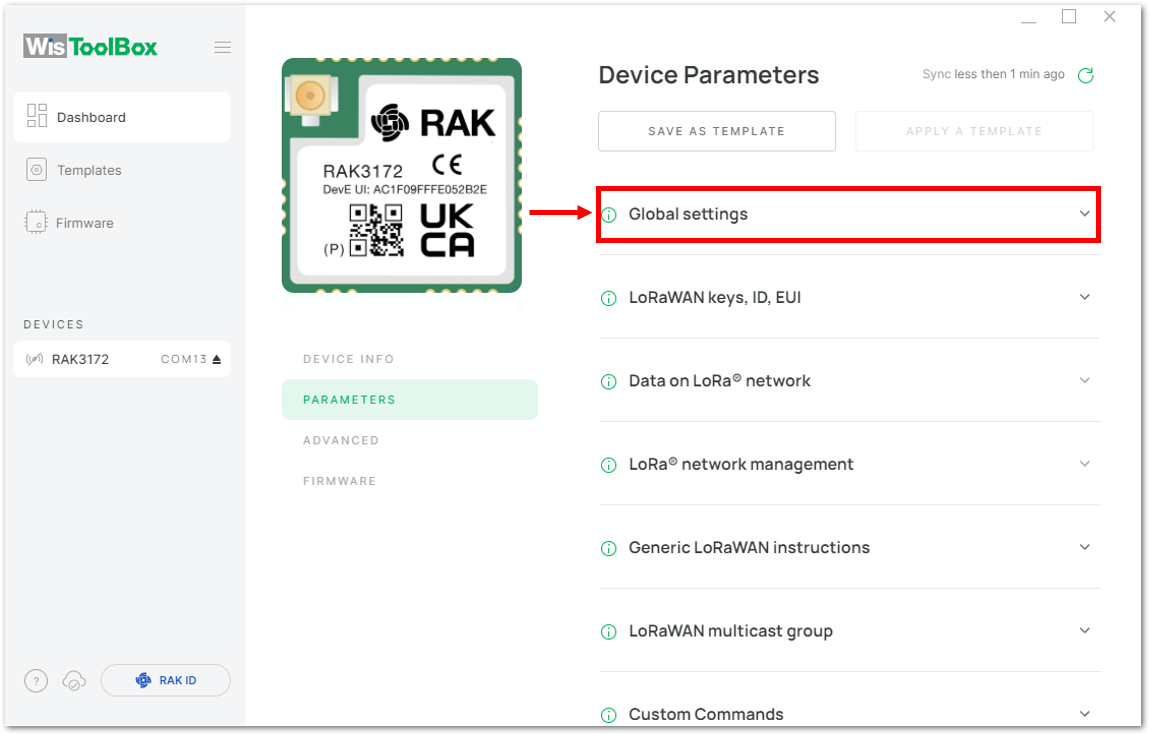 WisToolBox
Dashboard
Templates
Firmware
DEVICES
RAK3172 COM13
? RAK ID
RAK
RAK3172
DevE UI: AC1F09FFFE052B2E
(P)
UK
CA
DEVICE INFO
PARAMETERS
ADVANCED
FIRMWARE
Device Parameters
Sync less then 1 min ago
SAVE AS TEMPLATE
APPLY A TEMPLATE
Global settings
LoRaWAN keys, ID, EUI
Data on LoRa® network
LoRa® network management
Generic LoRaWAN instructions
LoRaWAN multicast group
Custom Commands